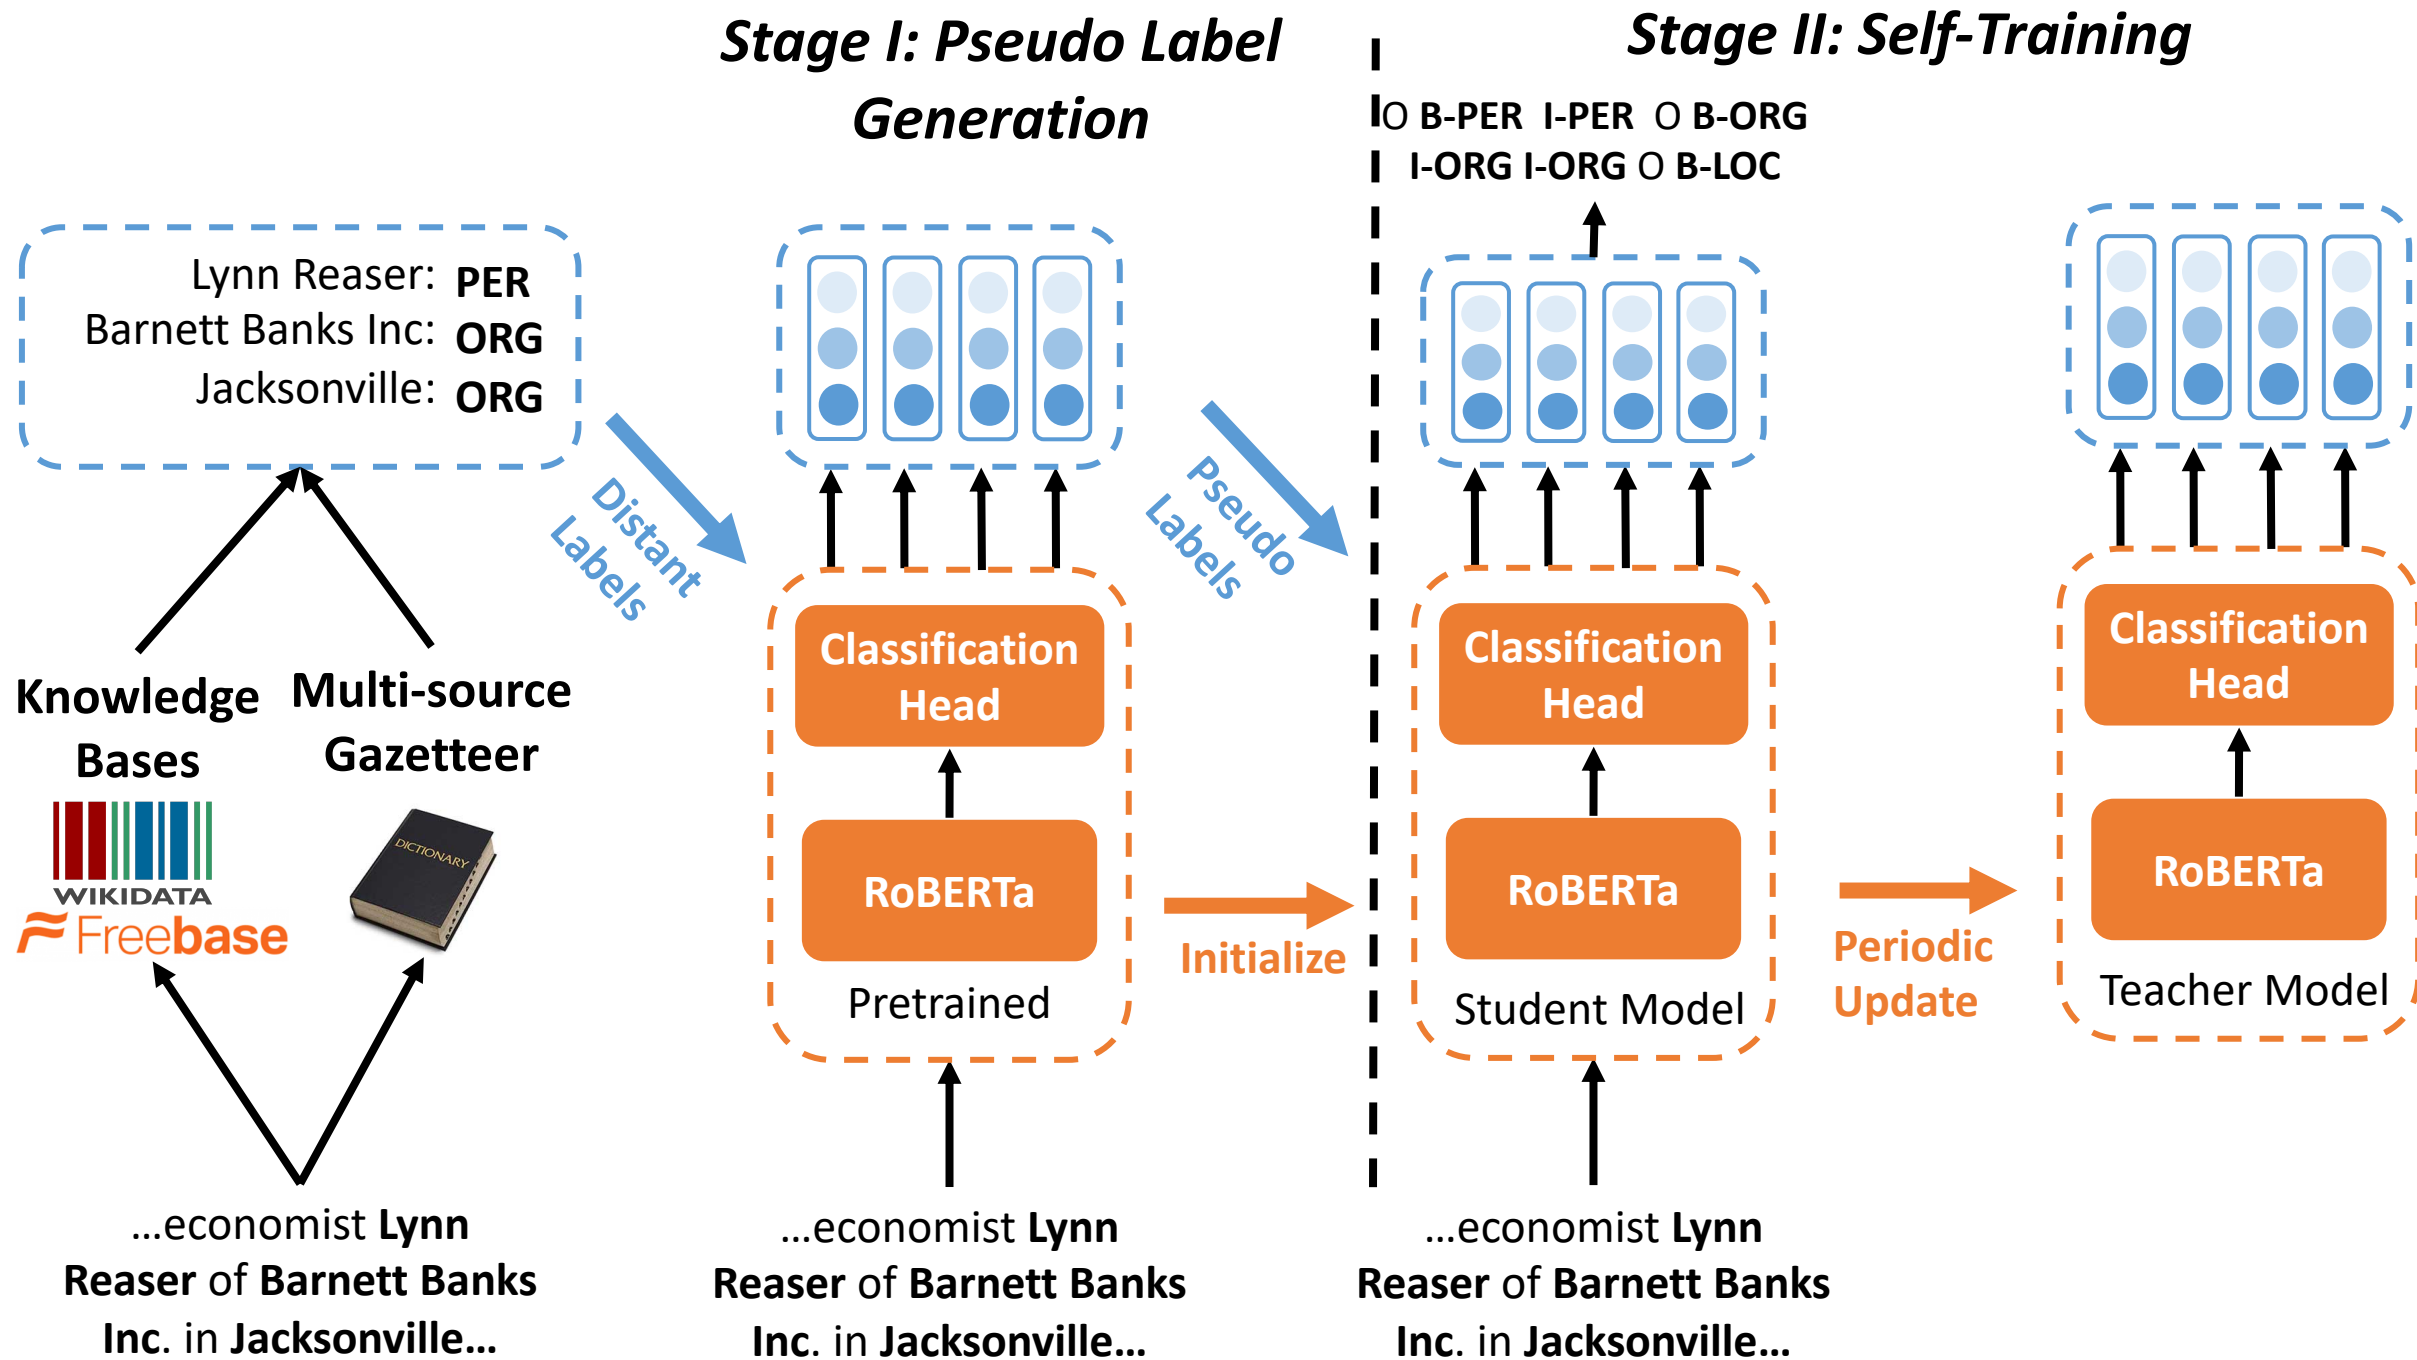 Stage I: Pseudo Label
Generation
Stage II: Self-Training
O B-PER I-PER O B-ORG
I-ORG I-ORG O B-LOC
Lynn Reaser: PER
Barnett Banks Inc: ORG
Jacksonville: ORG
Distant
Labels
Pseudo
Labels
Knowledge
Bases
Multi-source
Gazetteer
WIKIDATA
Freebase
DICTIONARY
Classification
Head
RoBERTa
Pretrained
Initialize
Classification
Head
RoBERTa
Student Model
Periodic
Update
Classification
Head
RoBERTa
Teacher Model
...economist Lynn
Reaser of Barnett Banks
Inc. in Jacksonville...
...economist Lynn
Reaser of Barnett Banks
Inc. in Jacksonville...
...economist Lynn
Reaser of Barnett Banks
Inc. in Jacksonville...